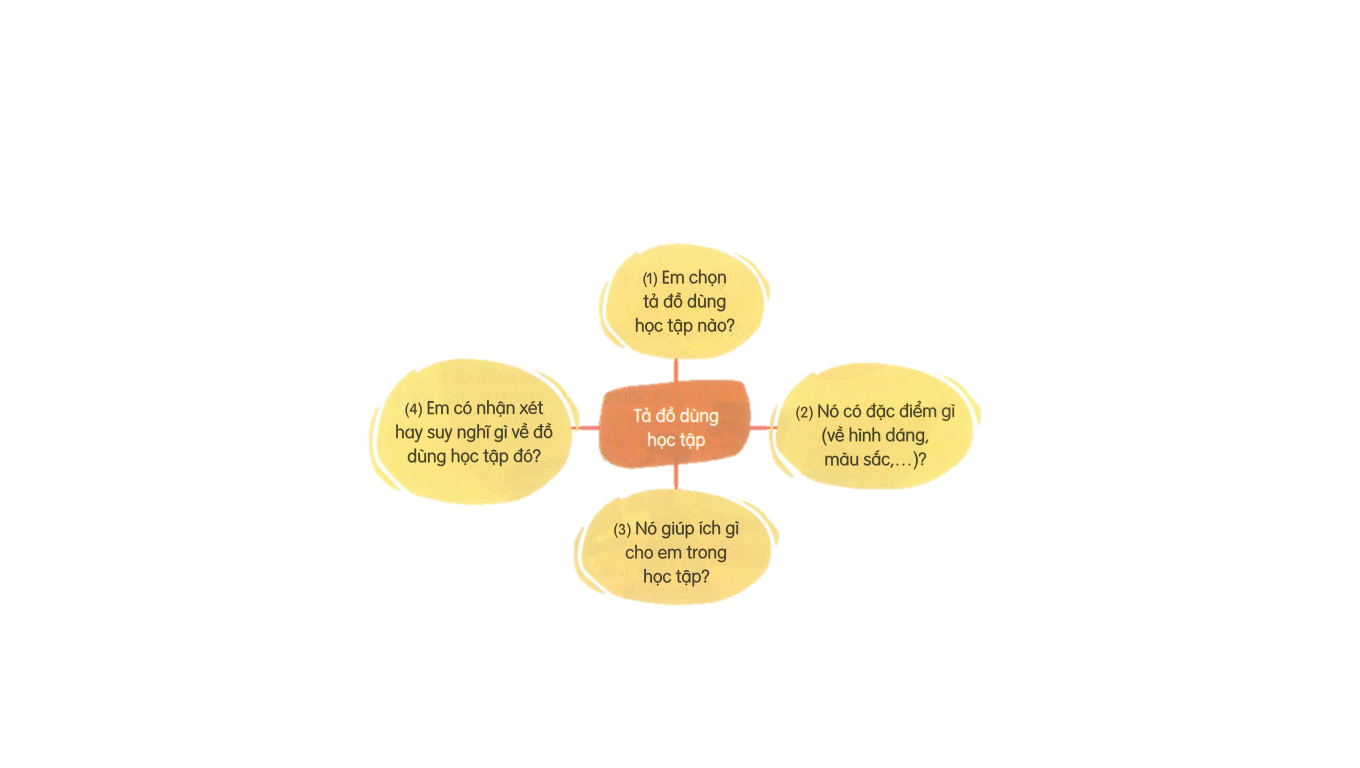 (1) Em chọn
tả đồ dùng
học tập nào?
Tả đồ dùng
học tập
(2) Nó có đặc điểm gì
(về hình dáng,
màu sắc,...)?
(3) Nó giúp ích gì
cho em trong
học tập?
(4) Em có nhận xét
hay suy nghĩ gì về đồ
dùng học tập đó?